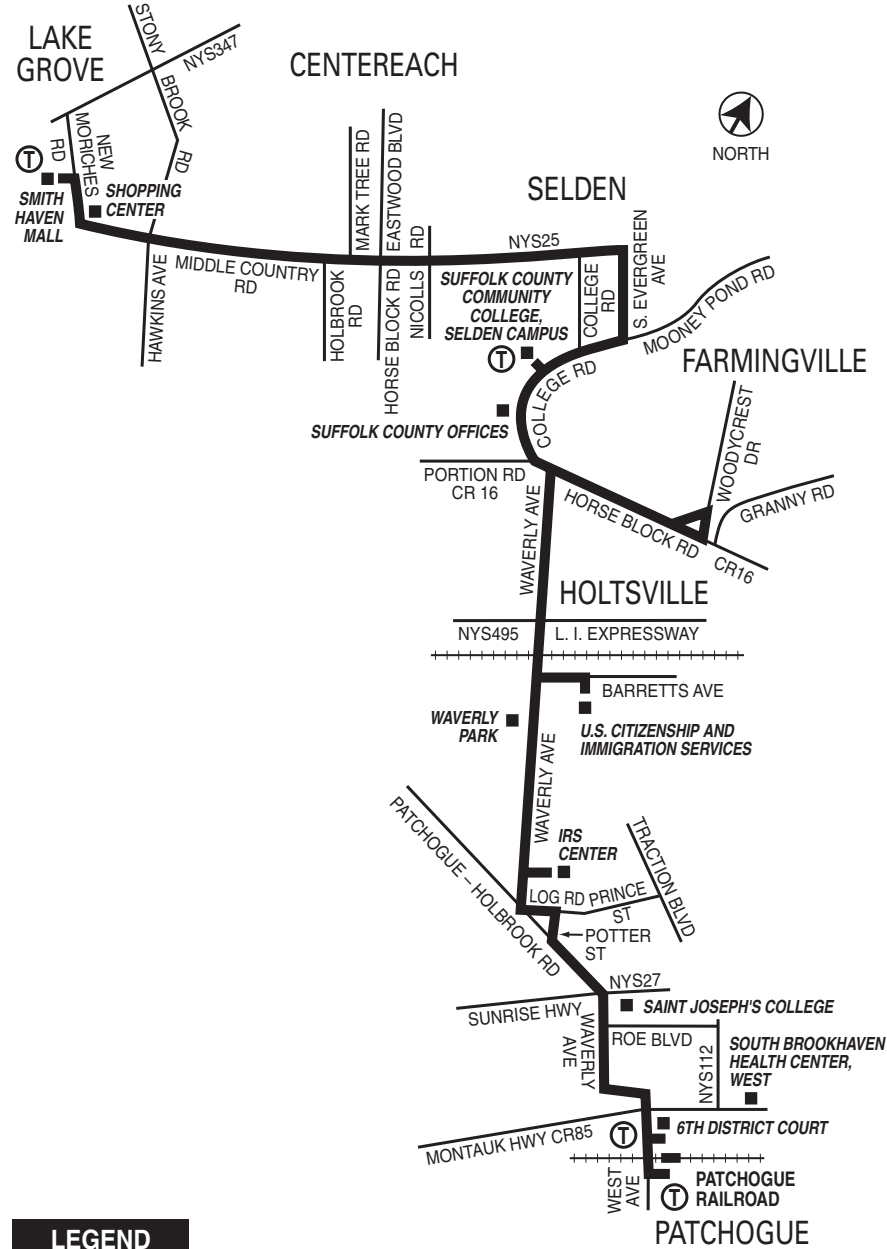 LAKE
GROVE
STONY
BROOK
RD
NYS347
CENTEREACH
NORTH
NEW
MORICHES
RD
T
SMITH
HAVEN
MALL
SHOPPING
CENTER
HAWKINS AVE
MIDDLE COUNTRY
RD
MARK TREE RD
EASTWOOD BLVD
HOLBROOK
RD
HORSE BLOCK RD
NICOLLS
RD
SELDEN
NYS25
SUFFOLK COUNTY
COMMUNITY
COLLEGE,
SELDEN CAMPUS
T
COLLEGE
RD
S. EVERGREEN
AVE
MOONEY POND RD
FARMINGVILLE
COLLEGE RD
SUFFOLK COUNTY OFFICES
PORTION RD
CR 16
WAVERLY AVE
HORSE BLOCK RD
WOODYCREST
DR
GRANNY RD
CR16
HOLTSVILLE
NYS495
L. I. EXPRESSWAY
BARRETTS AVE
WAVERLY
PARK
U.S. CITIZENSHIP AND
IMMIGRATION SERVICES
WAVERLY AVE
PATCHOGUE – HOLBROOK RD
IRS
CENTER
TRACTION BLVD
LOG RD
PRINCE
ST
POTTER
ST
NYS27
SUNRISE HWY
SAINT JOSEPH'S COLLEGE
WAVERLY
AVE
ROE BLVD
NYS112
SOUTH BROOKHAVEN
HEALTH CENTER,
WEST
MONTAUK HWY CR85
T
6TH DISTRICT COURT
WEST
AVE
T
PATCHOGUE
RAILROAD
PATCHOGUE
LEGEND